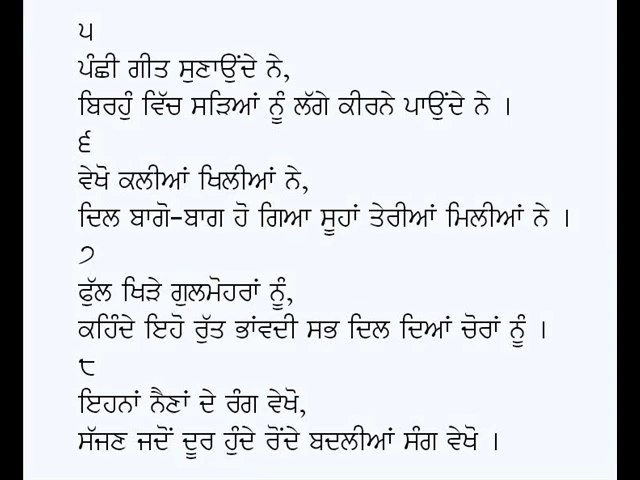 ੫
ਪੰਛੀ ਗੀਤ ਸੁਣਾਉਂਦੇ ਨੇ,
ਬਿਰਹੁੰ ਵਿੱਚ ਸੜਿਆਂ ਨੂੰ ਲੱਗੇ ਕੀਰਨੇ ਪਾਉਂਦੇ ਨੇ ।
੬
ਵੇਖੋ ਕਲੀਆਂ ਖਿਲੀਆਂ ਨੇ,
ਦਿਲ ਬਾਗੋ-ਬਾਗ ਹੋ ਗਿਆ ਸੂਹਾਂ ਤੇਰੀਆਂ ਮਿਲੀਆਂ ਨੇ ।
੭
ਫੁੱਲ ਖਿੜੇ ਗੁਲਮੋਹਰਾਂ ਨੂੰ,
ਕਹਿੰਦੇ ਇਹੋ ਰੁੱਤ ਭਾਂਵਦੀ ਸਭ ਦਿਲ ਦਿਆਂ ਚੋਰਾਂ ਨੂੰ ।
੮
ਇਹਨਾਂ ਨੈਣਾਂ ਦੇ ਰੰਗ ਵੇਖੋ,
ਸੱਜਣ ਜਦੋਂ ਦੂਰ ਹੁੰਦੇ ਰੋਂਦੇ ਬਦਲੀਆਂ ਸੰਗ ਵੇਖੋ ।